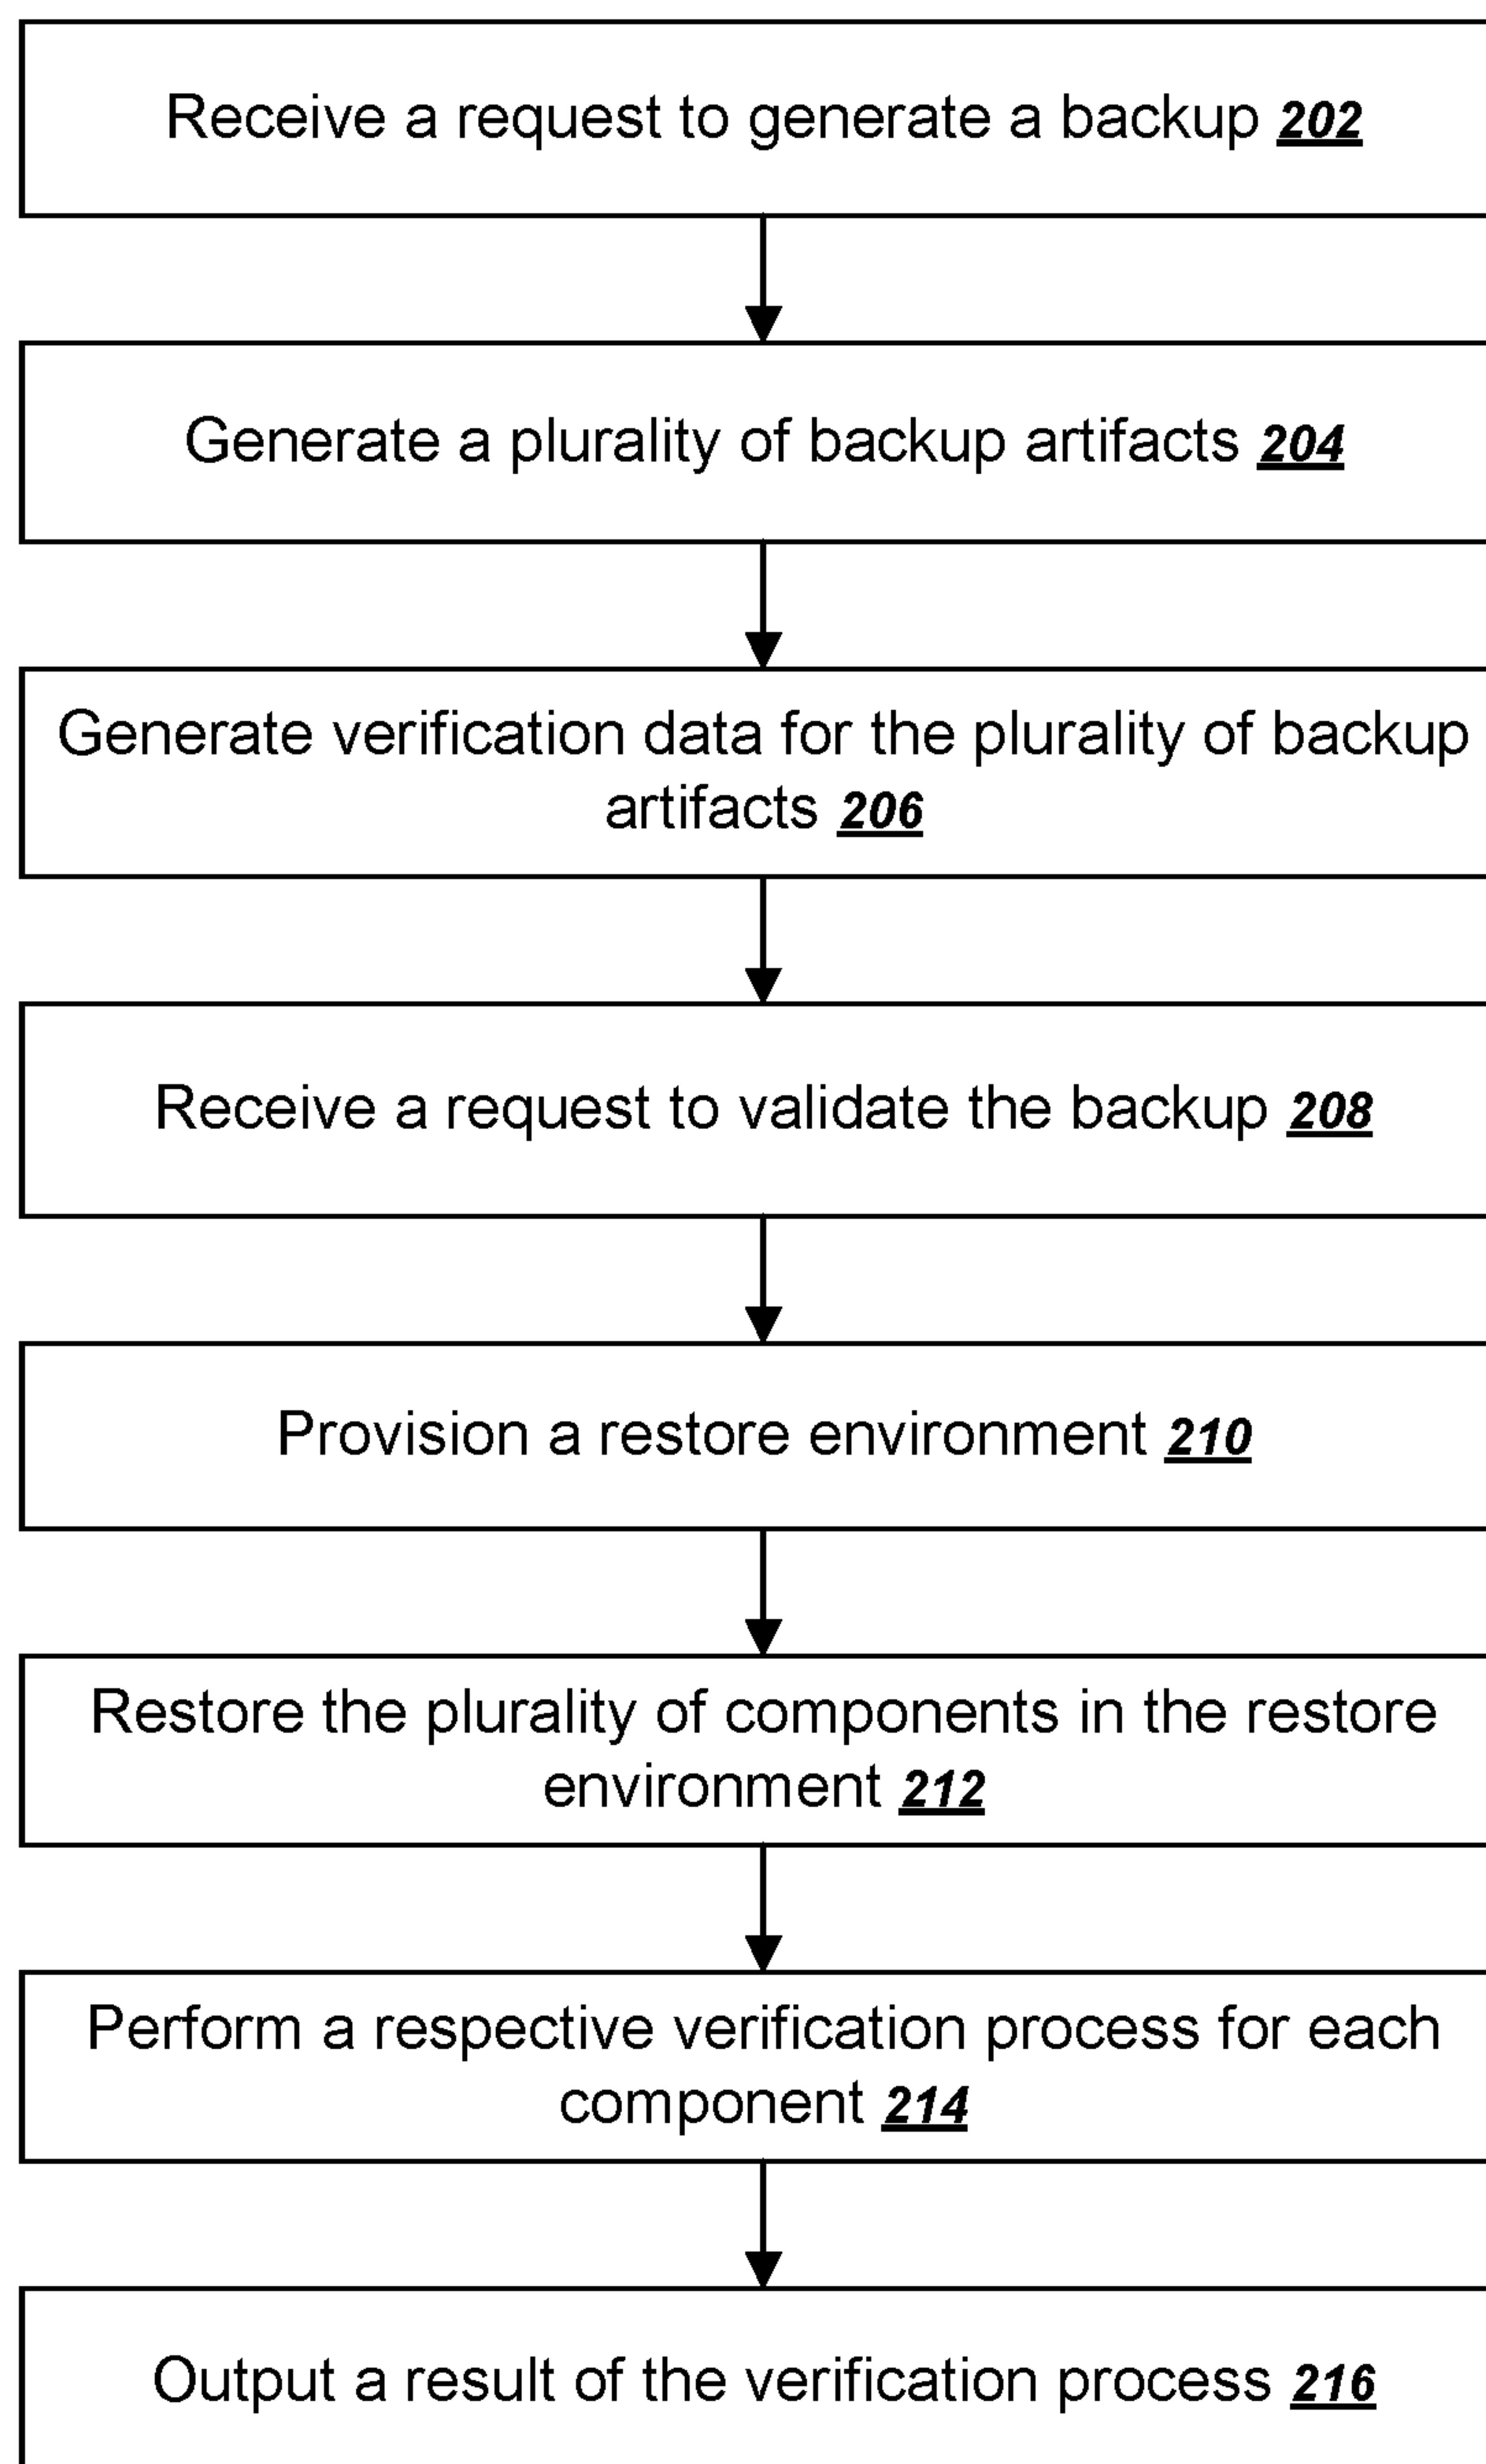 Receive a request to generate a backup 202
Generate a plurality of backup artifacts 204
Generate verification data for the plurality of backup
artifacts 206
Receive a request to validate the backup 208
Provision a restore environment 210
Restore the plurality of components in the restore
environment 212
Perform a respective verification process for each
component 214
Output a result of the verification process 216